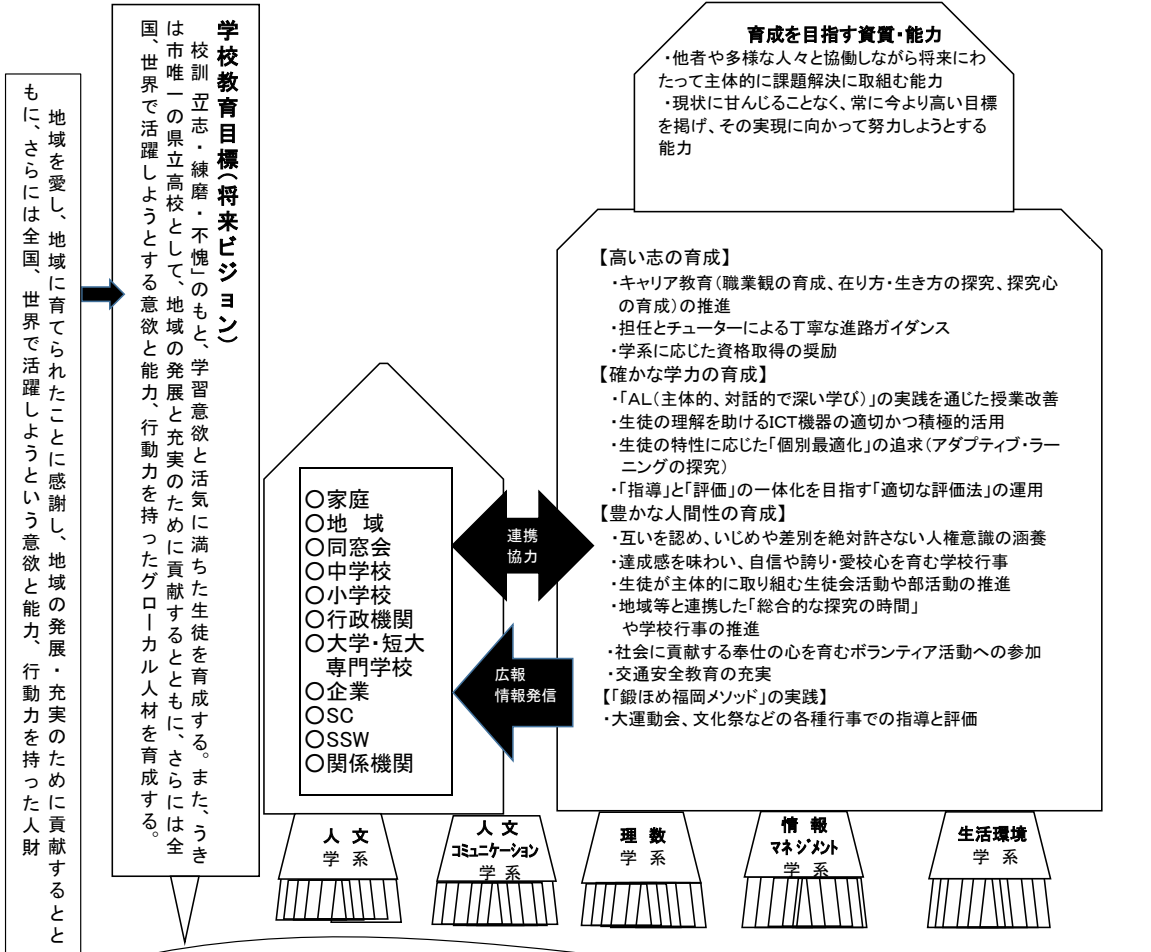 学校教育目標(将来ビジョン)
校訓「立志・練磨・不愧」のもと、学習意欲と活気に満ちた生徒を育成する。また、うき
は市唯一の県立高校として、地域の発展と充実のために貢献するとともに、さらには全
国、世界で活躍しようとする意欲と能力、行動力を持ったグローカル人材を育成する。
地域を愛し、地域に育てられたことに感謝し、地域の発展・充実のために貢献するとと
もに、さらには全国、世界で活躍しようという意欲と能力、行動力を持った人財
育成を目指す資質・能力
・他者や多様な人々と協働しながら将来にわ
たって主体的に課題解決に取組む能力
・現状に甘んじることなく、常に今より高い目標
を掲げ、その実現に向かって努力しようとする
能力
【高い志の育成】
・キャリア教育(職業観の育成、在り方・生き方の探究、探究心
の育成)の推進
・担任とチューターによる丁寧な進路ガイダンス
・学系に応じた資格取得の奨励
【確かな学力の育成】
・「AL(主体的、対話的で深い学び)」の実践を通じた授業改善
・生徒の理解を助けるICT機器の適切かつ積極的活用
・生徒の特性に応じた「個別最適化」の追求(アダプティブ・ラー
ニングの探究)
・「指導」と「評価」の一体化を目指す「適切な評価法」の運用
【豊かな人間性の育成】
・互いを認め、いじめや差別を絶対許さない人権意識の涵養
・達成感を味わい、自信や誇り・愛校心を育む学校行事
・生徒が主体的に取り組む生徒会活動や部活動の推進
・地域等と連携した「総合的な探究の時間」
や学校行事の推進
・社会に貢献する奉仕の心を育むボランティア活動への参加
・交通安全教育の充実
【「鍛ほめ福岡メソッド」の実践】
・大運動会、文化祭などの各種行事での指導と評価
〇家庭
〇地 域
〇同窓会
〇中学校
〇小学校
〇行政機関
〇大学・短大
専門学校
〇企業
〇SC
〇SSW
〇関係機関
連携
協力
広報
情報発信
人 文
学 系
人 文
コミュニケーション
学 系
理 数
学 系
情 報
マネジメント
学 系
生活環境
学 系